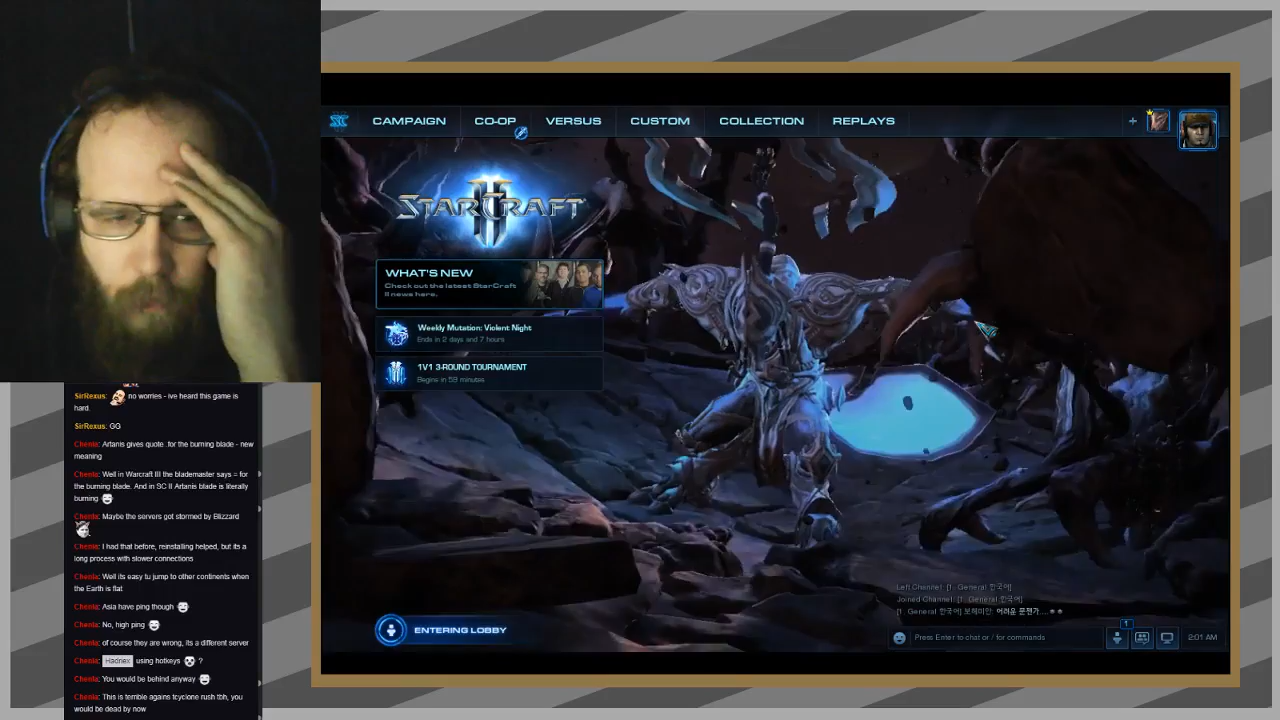 CAMPAIGN CO-OP VERSUS CUSTOM COLLECTION REPLAYS
STARCRAFT II
WHAT'S NEW
Check out the latest StarCraft
II news here.
Weekly Mutation: Violent Night
Ends in 2 days and 7 hours
1V1 3-ROUND TOURNAMENT
Begins in 59 minutes
ENTERING LOBBY
Left Channel: [1. General 한국어]
Joined Channel: [1. General 한국어]
[1. General 한국어]
Press Enter to chat or / for commands
1
2:01 AM
SirRexus: no worries - ive heard this game is
hard.
SirRexus: GG
Chenla: Artanis gives quote .for the burning blade - new
meaning
Chenla: Well in Warcraft III the blademaster says = for
the burning blade. And in SC II Artanis blade is literally
burning
Chenla: Maybe the servers got stormed by Blizzard
Chenla: I had that before, reinstalling helped, but its a
long process with slower connections
Chenla: Well its easy tu jump to other continents when
the Earth is flat
Chenla: Asia have ping though
Chenla: No, high ping
Chenla: of course they are wrong, its a different server
Chenla: Hadriex using hotkeys ?
Chenla: You would be behind anyway
Chenla: This is terrible agains tcyclone rush tbh, you
would be dead by now